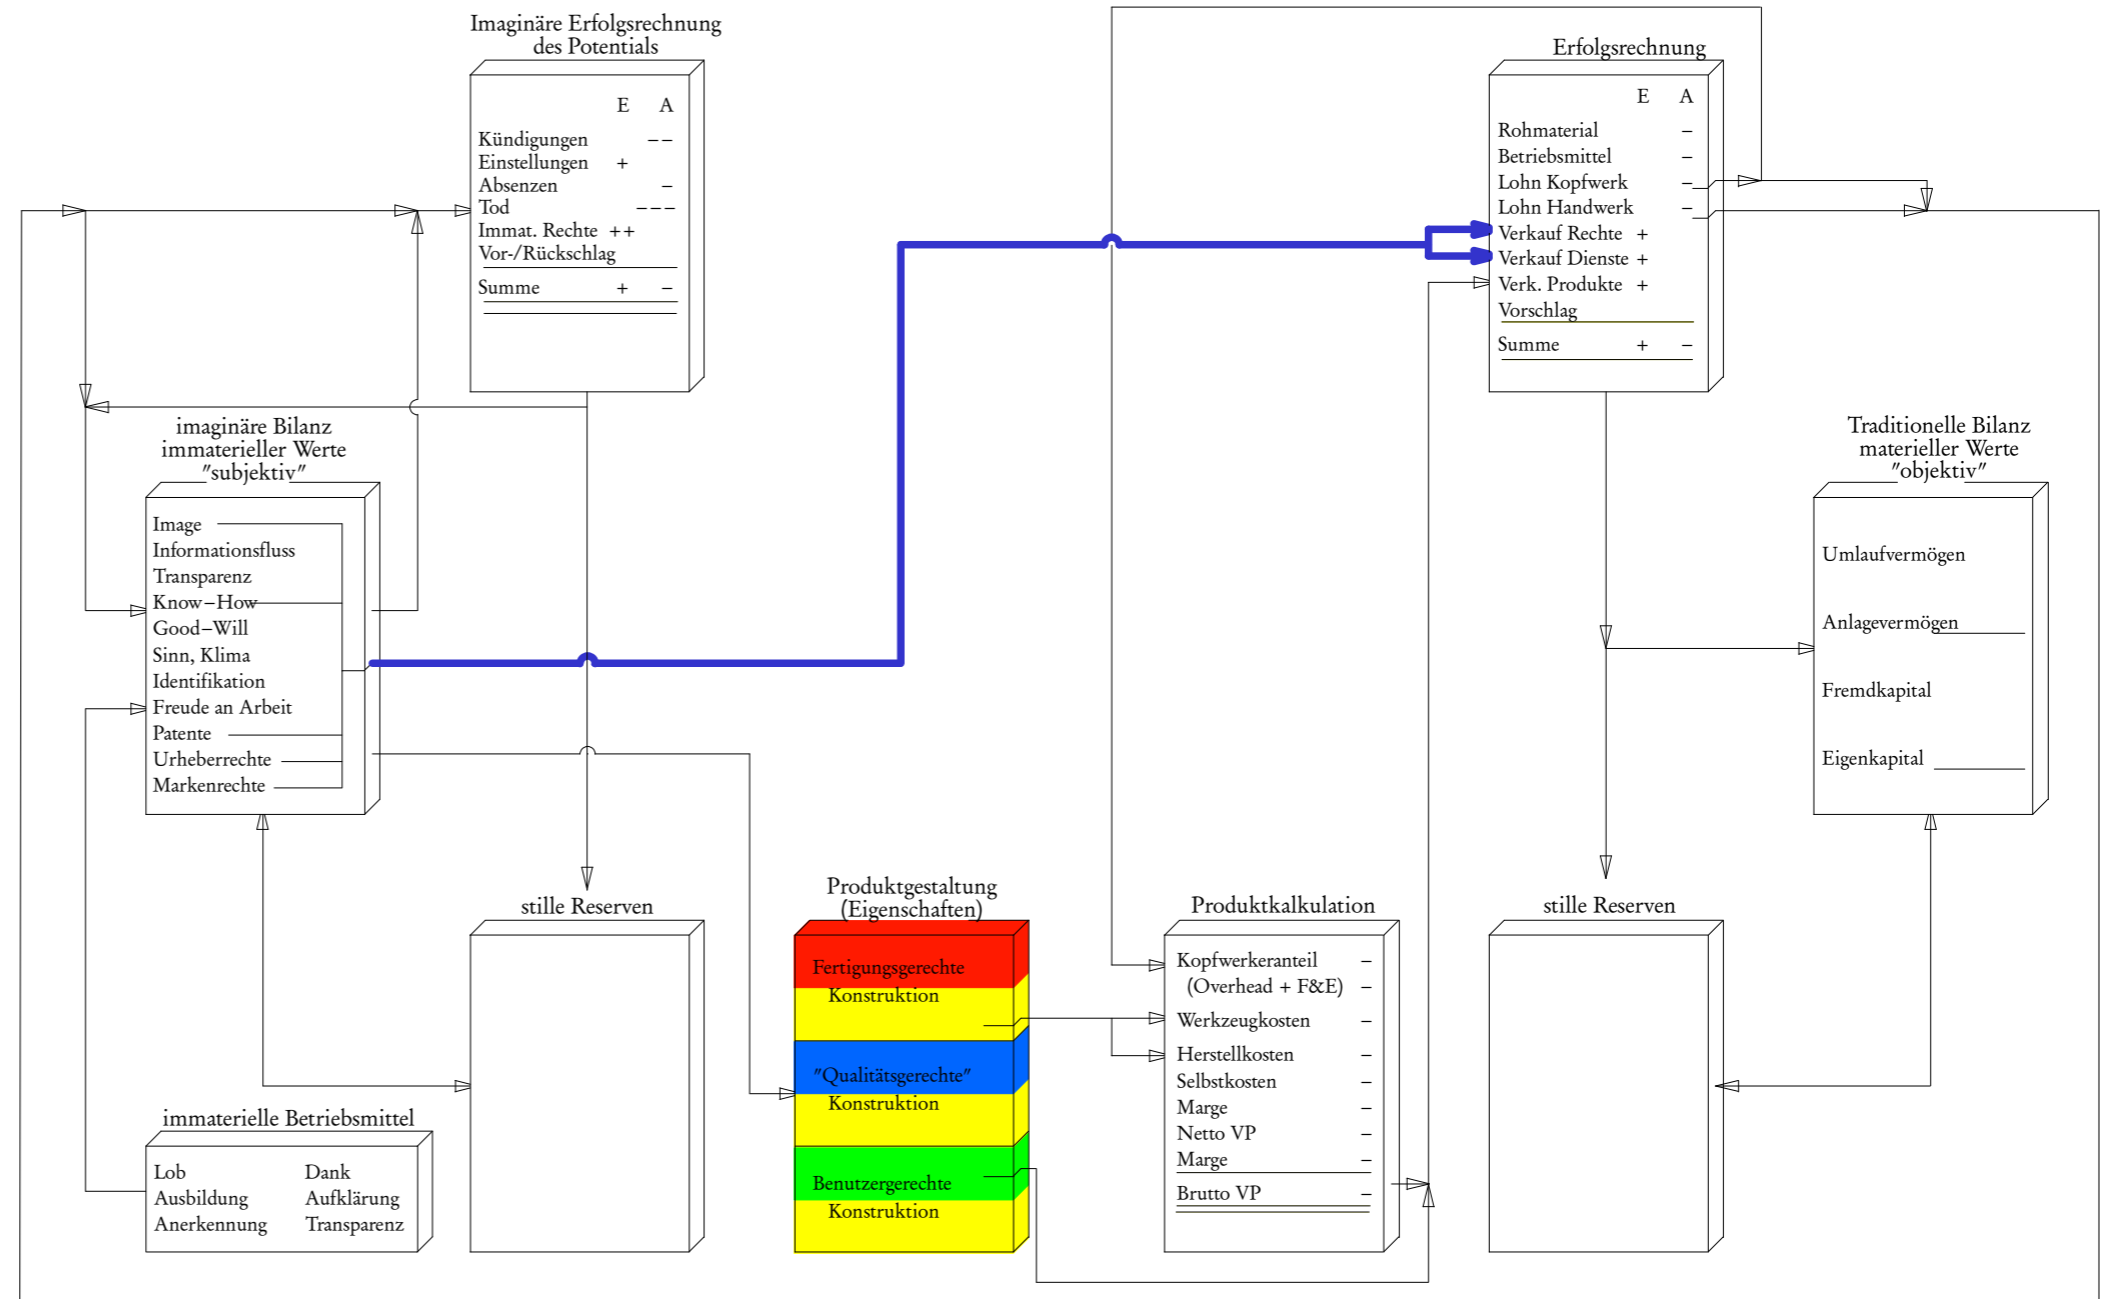 Imaginäre Erfolgsrechnung
des Potentials
E A
Kündigungen −−
Einstellungen +
Absenzen −
Tod −−−
Immat. Rechte ++
Vor-/Rückschlag
Summe + −
Erfolgsrechnung
E A
Rohmaterial −
Betriebsmittel −
Lohn Kopfwerk −
Lohn Handwerk −
Verkauf Rechte +
Verkauf Dienste +
Verk. Produkte +
Vorschlag
Summe + −
imaginäre Bilanz
immaterieller Werte
"subjektiv"
Image
Informationsfluss
Transparenz
Know−How
Good−Will
Sinn, Klima
Identifikation
Freude an Arbeit
Patente
Urheberrechte
Markenrechte
Traditionelle Bilanz
materieller Werte
"objektiv"
Umlaufvermögen
Anlagevermögen
Fremdkapital
Eigenkapital
immaterielle Betriebsmittel
Lob Dank
Ausbildung Aufklärung
Anerkennung Transparenz
stille Reserven
Produktgestaltung
(Eigenschaften)
Fertigungsgerechte
Konstruktion
"Qualitätsgerechte"
Konstruktion
Benutzergerechte
Konstruktion
Produktkalkulation
Kopfwerkeranteil −
(Overhead + F&E) −
Werkzeugkosten −
Herstellkosten −
Selbstkosten −
Marge −
Netto VP −
Marge −
Brutto VP −
stille Reserven